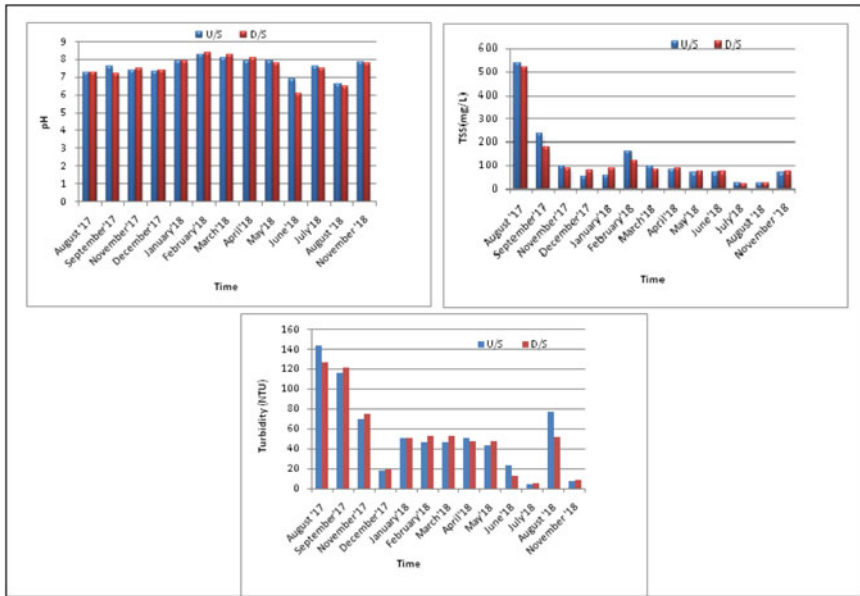 U/S D/S
9
8
7
6
5
4
3
2
1
0
pH
August'17
September'17
November'17
December'17
January'18
February'18
March'18
April'18
May'18
June'18
July'18
August'18
November'18
Time
U/S D/S
600
500
400
300
200
100
0
TSS(mg/L)
August '17
September'17
November'17
December'17
January'18
February'18
March'18
April'18
May'18
June'18
July'18
August '18
November'18
Time
U/S D/S
160
140
120
100
80
60
40
20
0
Turbidity (NTU)
August '17
September'17
November'17
December'17
January'18
February'18
March'18
April'18
May'18
June'18
July'18
August '18
November '18
Time